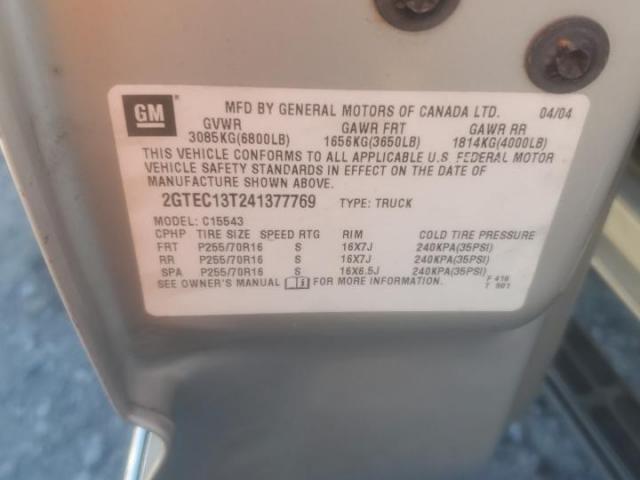 GM
MFD BY GENERAL MOTORS OF CANADA LTD. 04/04
GVWR GAWR FRT GAWR RR
3085KG(6800LB) 1656KG(3650LB) 1814KG(4000LB)
THIS VEHICLE CONFORMS TO ALL APPLICABLE U.S. FEDERAL MOTOR
VEHICLE SAFETY STANDARDS IN EFFECT ON THE DATE OF
MANUFACTURE SHOWN ABOVE.
2GTEC13T241377769 TYPE: TRUCK
MODEL: C15543
CPHP TIRE SIZE SPEED RTG RIM COLD TIRE PRESSURE
FRT P255/70R16 S 16X7J 240KPA(35PSI)
RR P255/70R16 S 16X7J 240KPA(35PSI)
SPA P255/70R16 S 16X6.5J 240KPA(35PSI)
SEE OWNER'S MANUAL FOR MORE INFORMATION.